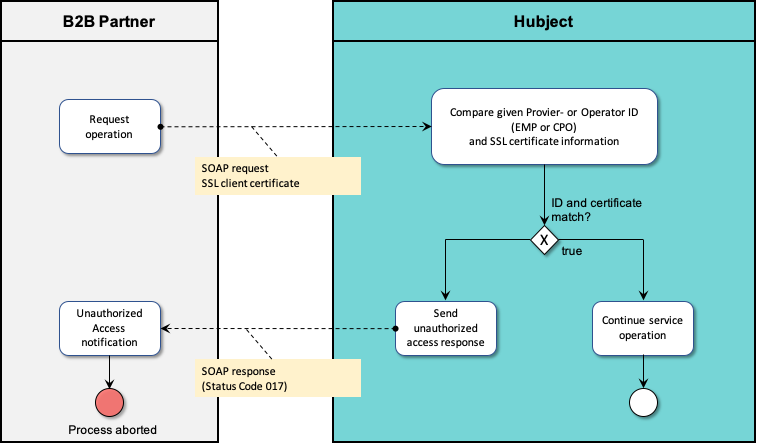 B2B Partner
Hubject
Request
operation
Compare given Provier- or Operator ID
(EMP or CPO)
and SSL certificate information
SOAP request
SSL client certificate
ID and certificate
match?
X
true
Unauthorized
Access
notification
Send
unauthorized
access response
Continue service
operation
SOAP response
(Status Code 017)
Process aborted